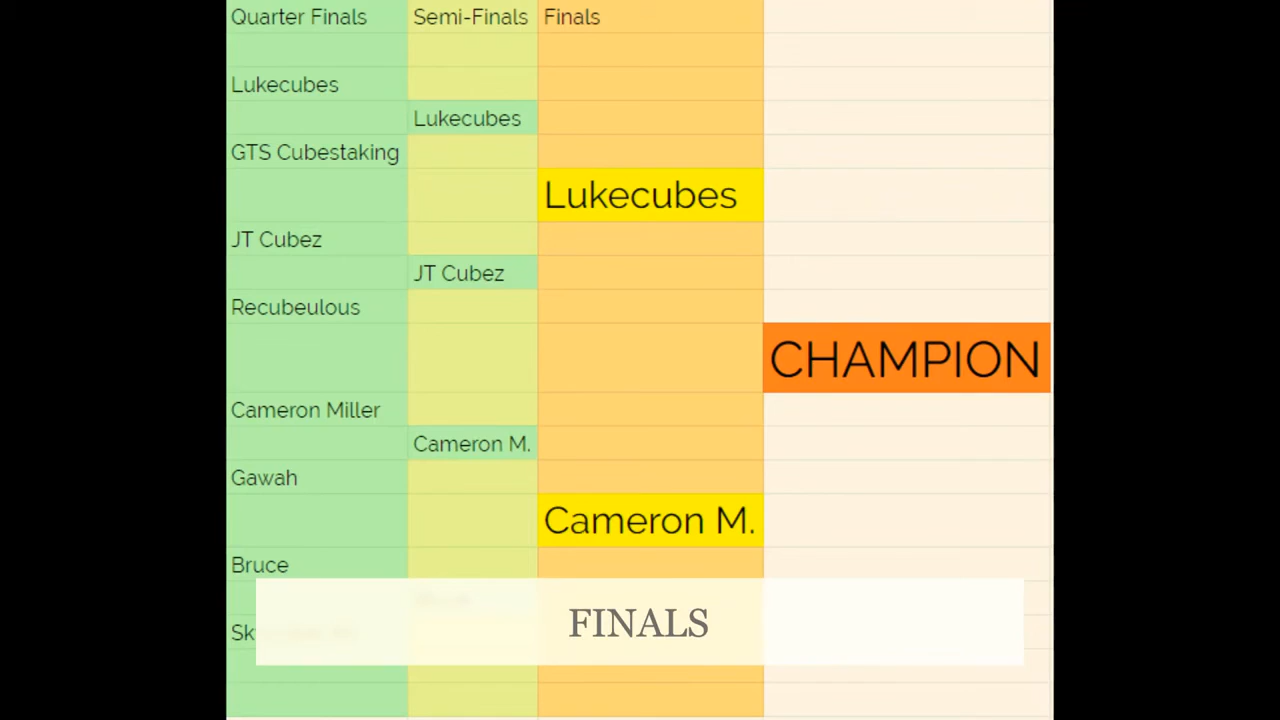 Quarter Finals Semi-Finals Finals
Lukecubes
Lukecubes
GTS Cubestaking
Lukecubes
JT Cubez
JT Cubez
Recubeulous
CHAMPION
Cameron Miller
Cameron M.
Gawah
Cameron M.
Bruce
FINALS